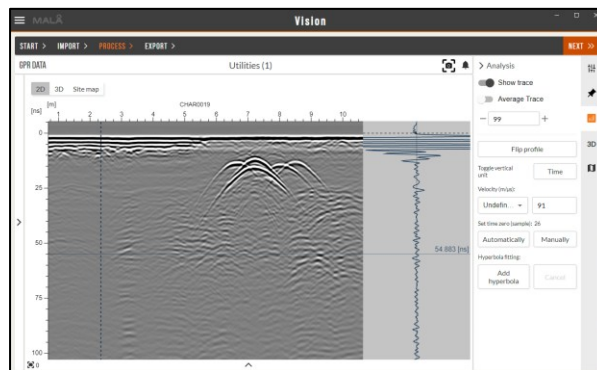 MALÅ
Vision
START > IMPORT > PROCESS > EXPORT >
NEXT >>
GPR DATA
Utilities (1)
2D 3D Site map
[m]
[ns]
CHAR0019
1 2 3 4 5 6 7 8 9 10
0
25
50
75
100
54.883 [ns]
0
> Analysis
Show trace
Average Trace
− 99 +
Flip profile
Toggle vertical unit
Time
Velocity (m/µs):
Undefin...
91
Set time zero (sample): 26
Automatically
Manually
Hyperbola fitting:
Add hyperbola
Cancel
3D